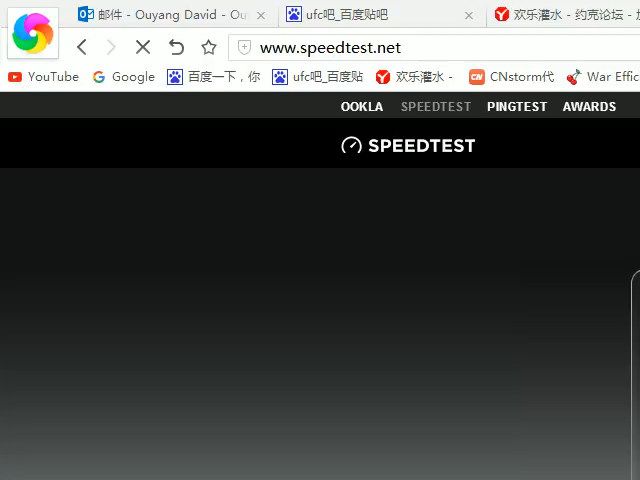 邮件 - Ouyang David - Ou
ufc吧_百度贴吧
欢乐灌水 - 约克论坛 -
www.speedtest.net
YouTube
Google
百度一下，你
ufc吧_百度贴
欢乐灌水 -
CNstorm代
War Effic
OOKLA SPEEDTEST PINGTEST AWARDS
SPEEDTEST